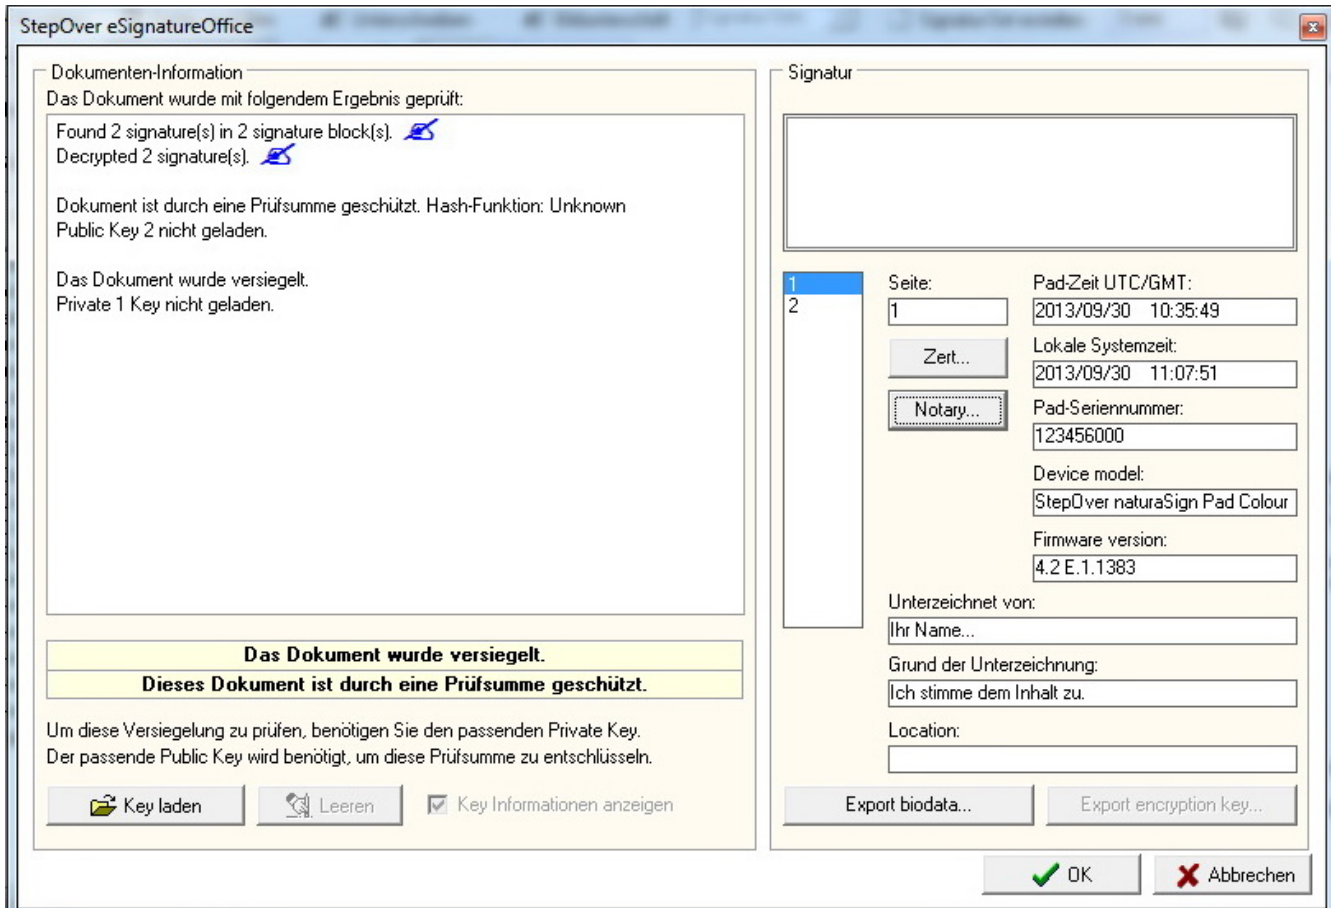 StepOver eSignatureOffice
Dokumenten-Information
Das Dokument wurde mit folgendem Ergebnis geprüft:
Found 2 signature(s) in 2 signature block(s).
Decrypted 2 signature(s).
Dokument ist durch eine Prüfsumme geschützt. Hash-Funktion: Unknown
Public Key 2 nicht geladen.
Das Dokument wurde versiegelt.
Private 1 Key nicht geladen.
Das Dokument wurde versiegelt.
Dieses Dokument ist durch eine Prüfsumme geschützt.
Um diese Versiegelung zu prüfen, benötigen Sie den passenden Private Key.
Der passende Public Key wird benötigt, um diese Prüfsumme zu entschlüsseln.
Key laden
Leeren
Key Informationen anzeigen
Signatur
1
2
Seite:
1
Zert...
Notary...
Pad-Zeit UTC/GMT:
2013/09/30 10:35:49
Lokale Systemzeit:
2013/09/30 11:07:51
Pad-Seriennummer:
123456000
Device model:
StepOver naturaSign Pad Colour
Firmware version:
4.2 E.1.1383
Unterzeichnet von:
Ihr Name...
Grund der Unterzeichnung:
Ich stimme dem Inhalt zu.
Location:
Export biodata...
Export encryption key...
OK
Abbrechen